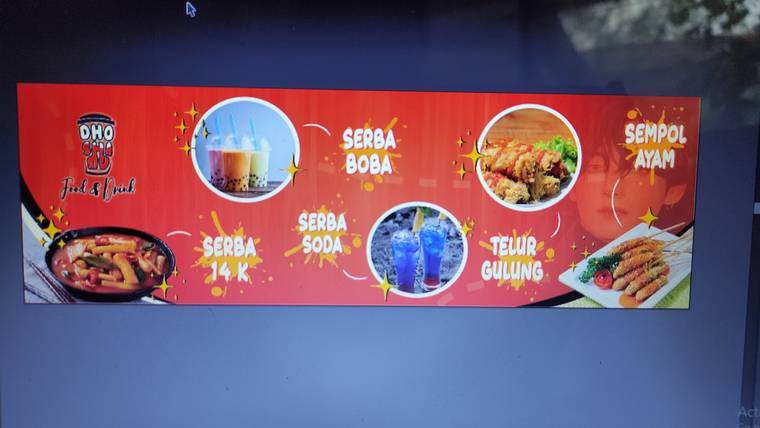 DHO
Food & Drink
SERBA
BOBA
SEMPOL
AYAM
SERBA
14 K
SERBA
SODA
TELUR
GULUNG